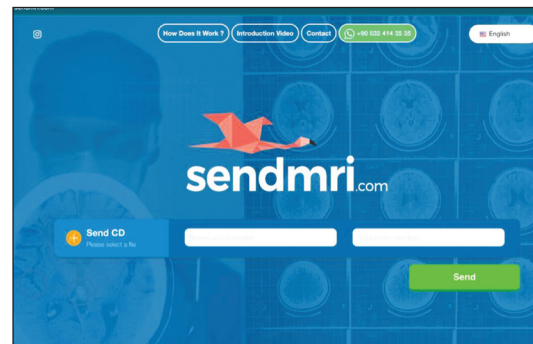 How Does It Work ?
Introduction Video
Contact
+90 532 414 35 35
English
sendmri.com
Send CD
Please select a file
Send